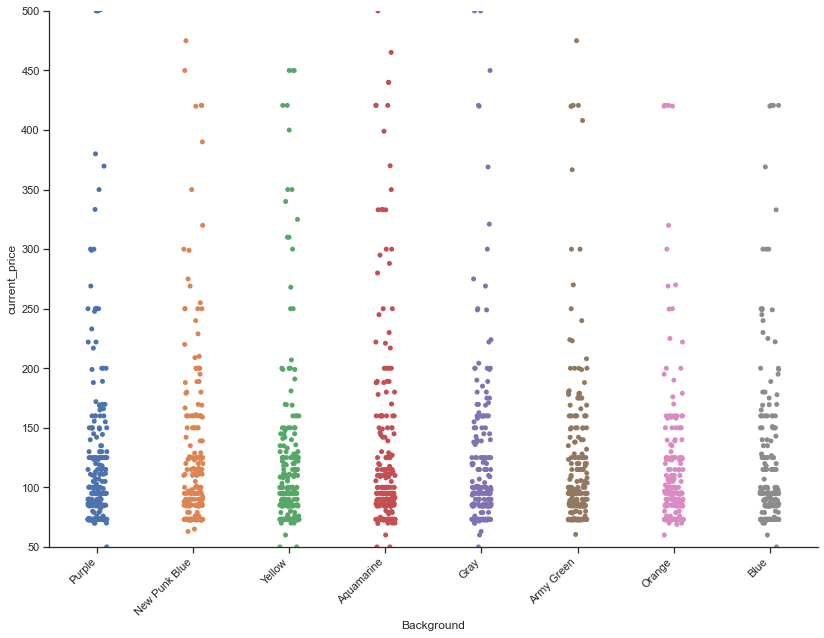 500
450
400
350
300
250
200
150
100
50
current_price
Purple
New Punk Blue
Yellow
Aquamarine
Gray
Army Green
Orange
Blue
Background